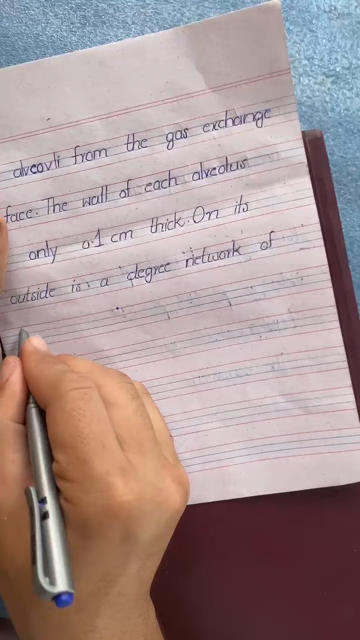 alveovli from the gas exchange
face. The wall of each alveolus
only 0.1 cm thick. On its
outside is a degree network of